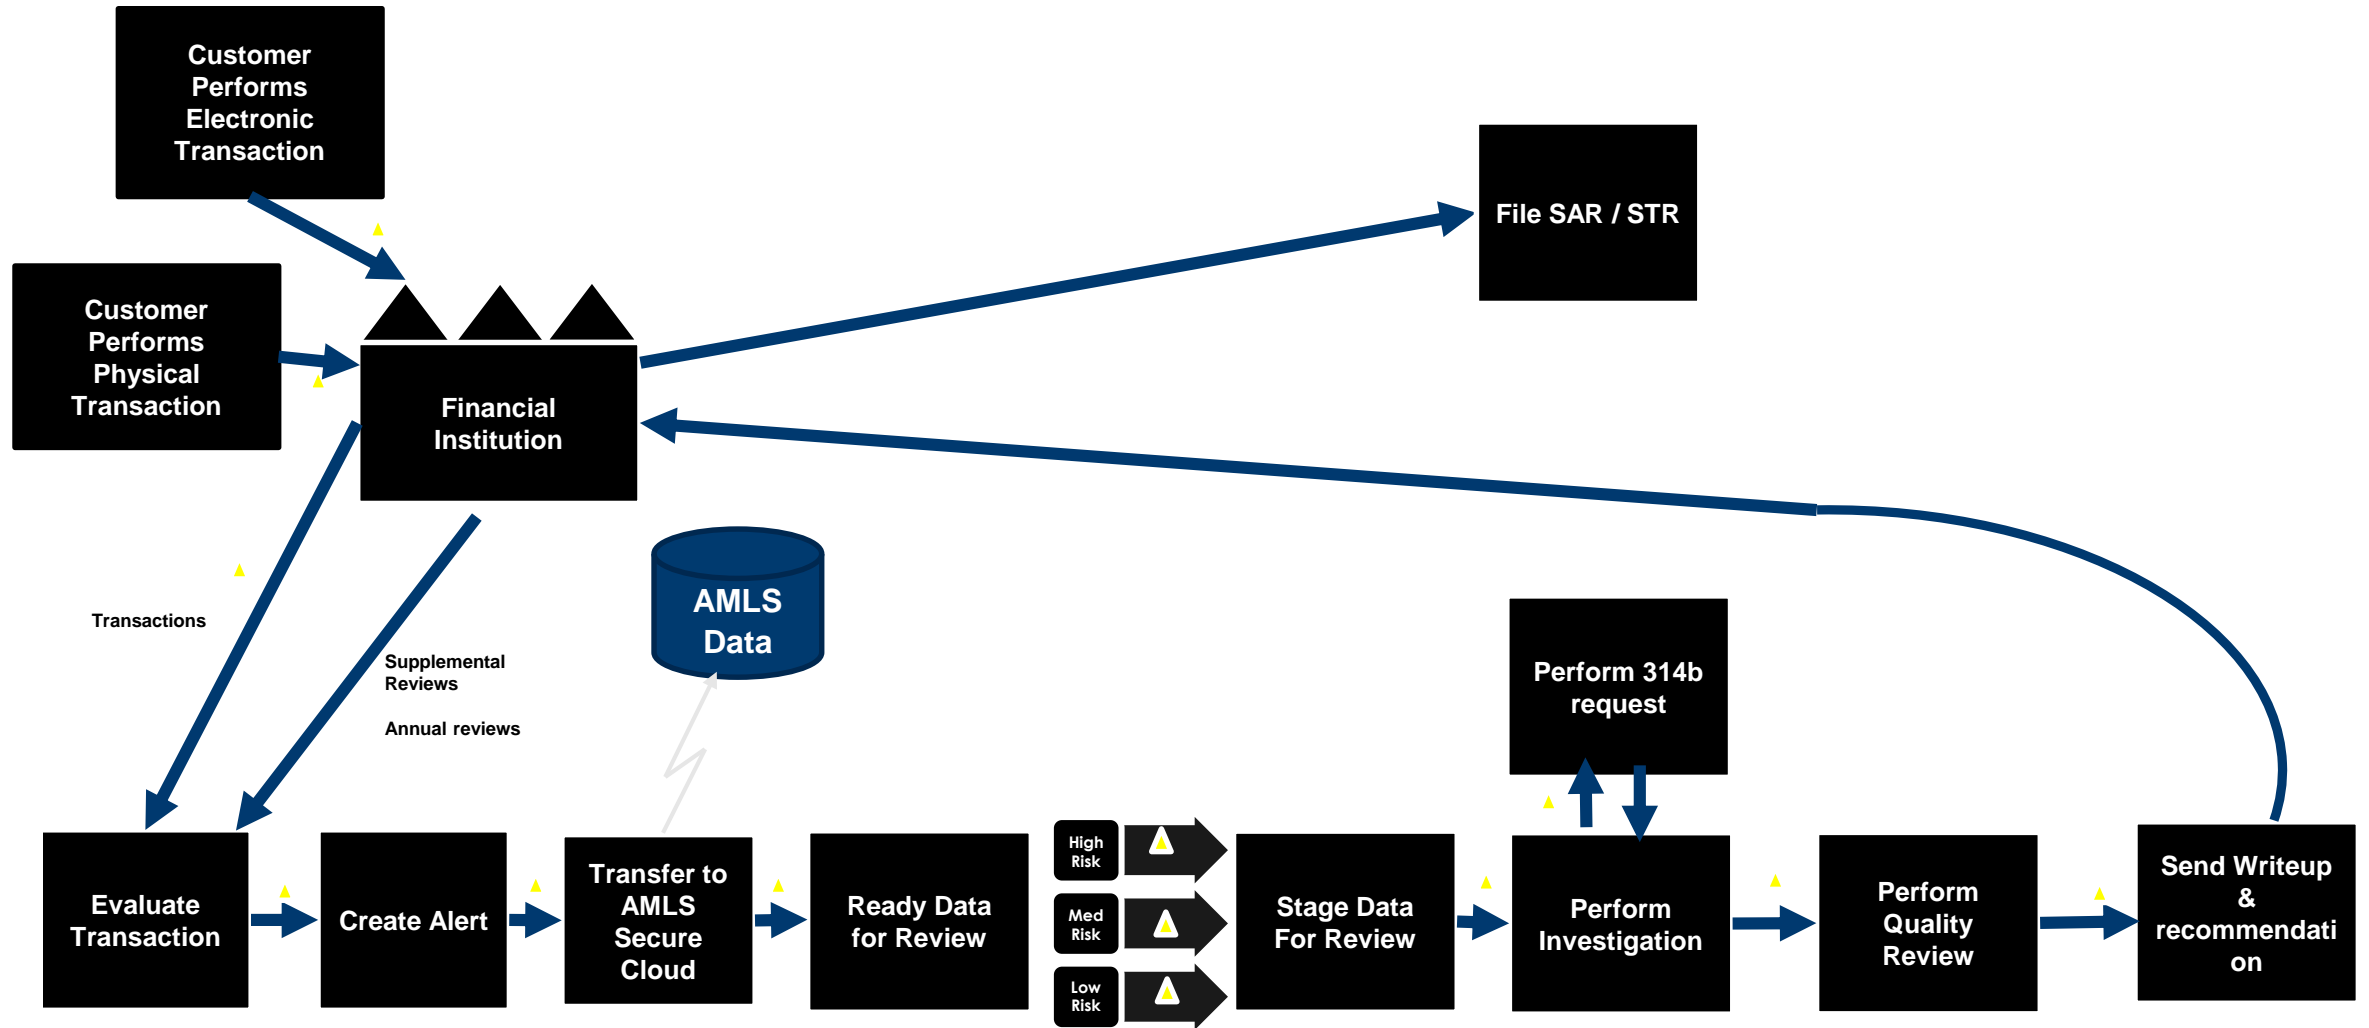 Customer
Performs
Electronic
Transaction
File SAR / STR
Customer
Performs
Physical
Transaction
Financial
Institution
AMLS
Data
Transactions
Supplemental
Reviews
Annual reviews
Perform 314b
request
Evaluate
Transaction
Create Alert
Transfer to
AMLS
Secure
Cloud
Ready Data
for Review
High
Risk
Med
Risk
Low
Risk
Stage Data
For Review
Perform
Investigation
Perform
Quality
Review
Send Writeup
&
recommendati
on